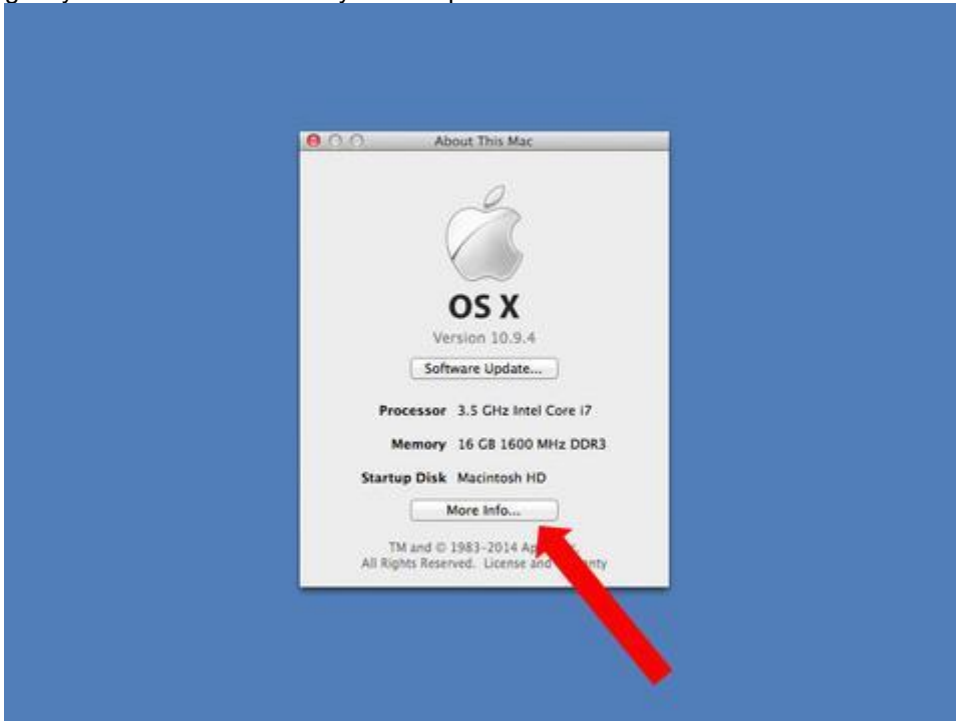 About This Mac
OS X
Version 10.9.4
Software Update...
Processor 3.5 GHz Intel Core i7
Memory 16 GB 1600 MHz DDR3
Startup Disk Macintosh HD
More Info...
TM and © 1983-2014
All Rights Reserved. License and